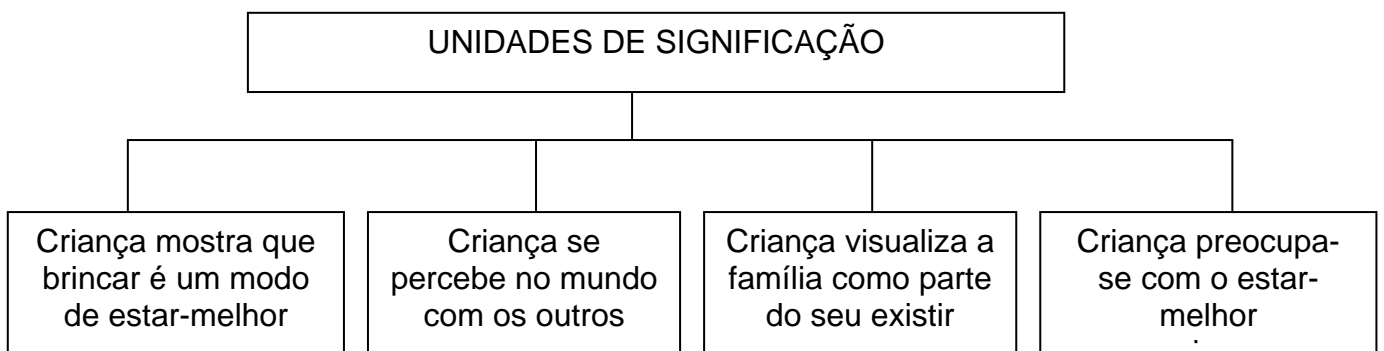 UNIDADES DE SIGNIFICAÇÃO
Criança mostra que
brincar é um modo
de estar-melhor
Criança se
percebe no mundo
com os outros
Criança visualiza a
família como parte
do seu existir
Criança preocupa-
se com o estar-
melhor